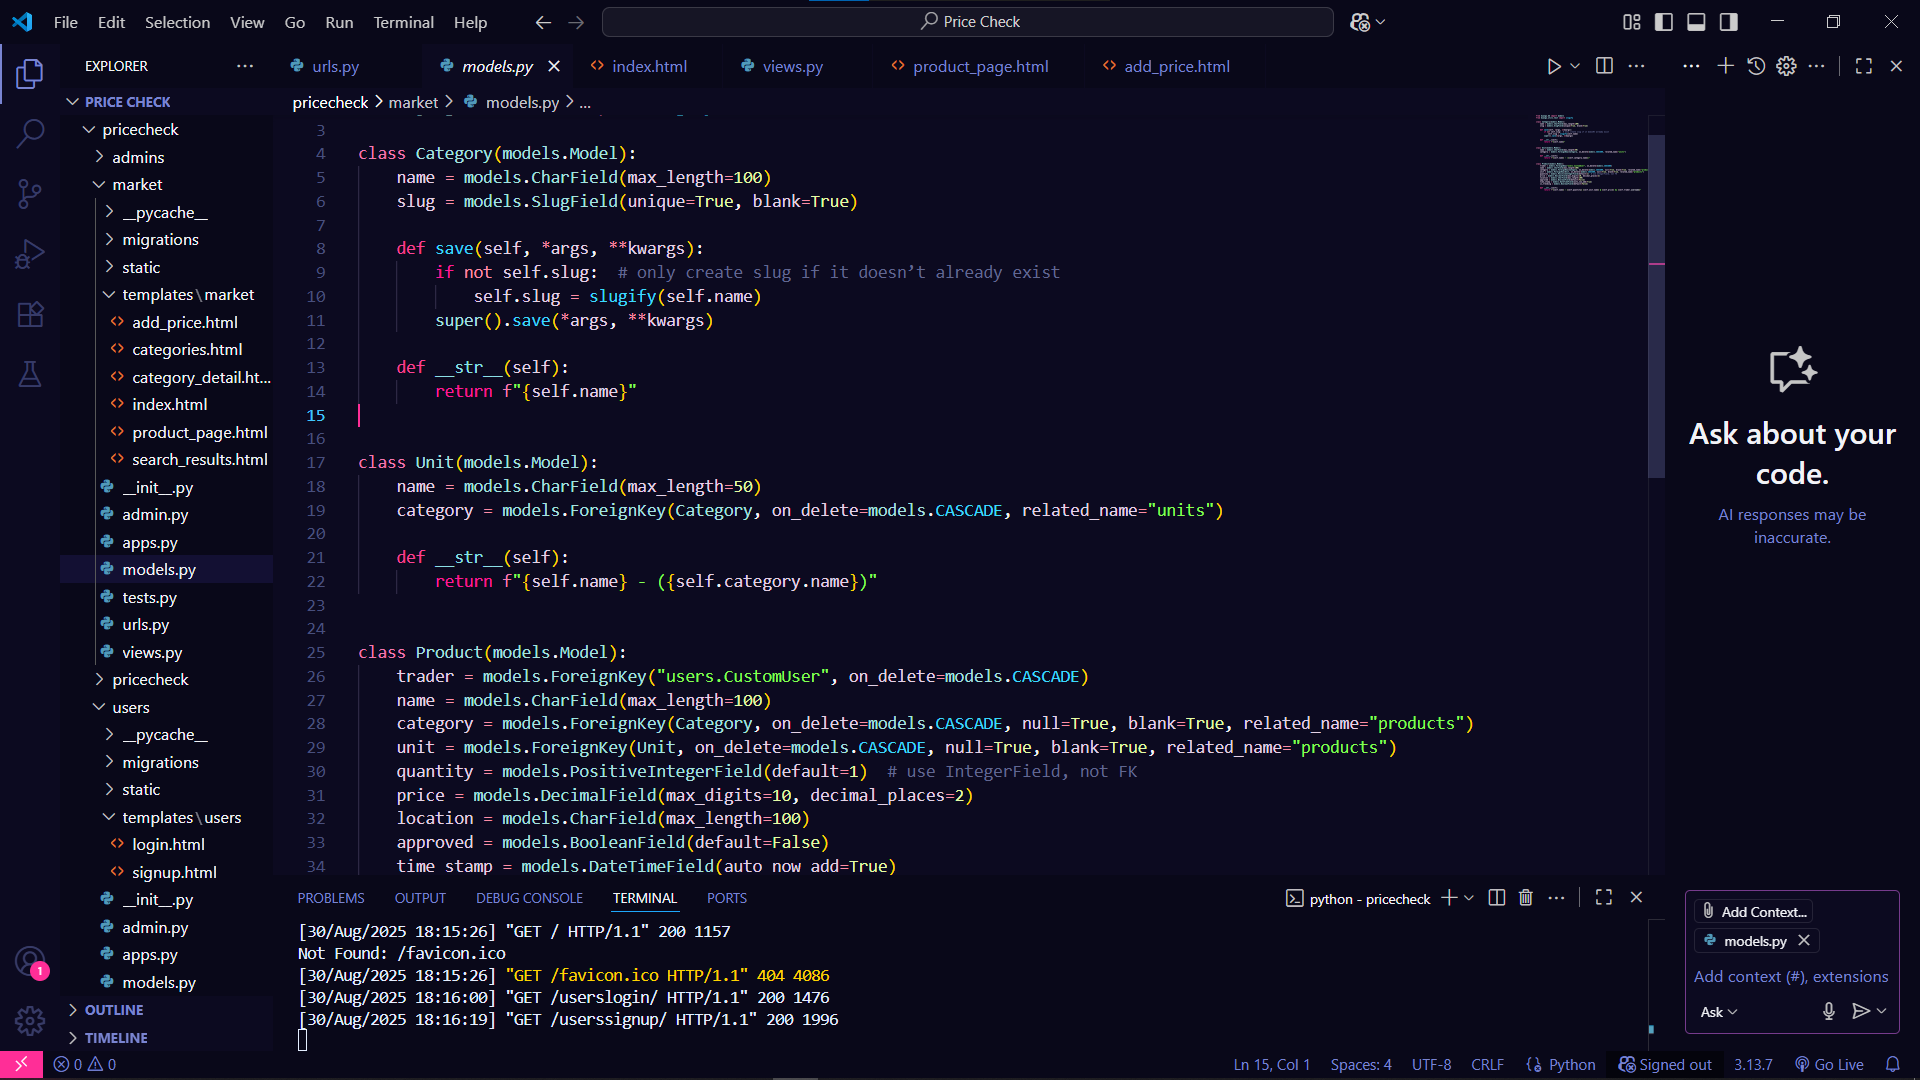 File Edit Selection View Go Run Terminal Help
Price Check
EXPLORER
urls.py
models.py
index.html
views.py
product_page.html
add_price.html
PRICE CHECK
pricecheck
admins
market
__pycache__
migrations
static
templates\market
add_price.html
categories.html
category_detail.ht...
index.html
product_page.html
search_results.html
__init__.py
admin.py
apps.py
models.py
tests.py
urls.py
views.py
pricecheck
users
__pycache__
migrations
static
templates\users
login.html
signup.html
__init__.py
admin.py
apps.py
models.py
OUTLINE
TIMELINE
pricecheck > market > models.py > ...
3
4 class Category(models.Model):
5 name = models.CharField(max_length=100)
6 slug = models.SlugField(unique=True, blank=True)
7
8 def save(self, *args, **kwargs):
9 if not self.slug:  # only create slug if it doesn’t already exist
10 self.slug = slugify(self.name)
11 super().save(*args, **kwargs)
12
13 def __str__(self):
14 return f"{self.name}"
15
16
17 class Unit(models.Model):
18 name = models.CharField(max_length=50)
19 category = models.ForeignKey(Category, on_delete=models.CASCADE, related_name="units")
20
21 def __str__(self):
22 return f"{self.name} - ({self.category.name})"
23
24
25 class Product(models.Model):
26 trader = models.ForeignKey("users.CustomUser", on_delete=models.CASCADE)
27 name = models.CharField(max_length=100)
28 category = models.ForeignKey(Category, on_delete=models.CASCADE, null=True, blank=True, related_name="products")
29 unit = models.ForeignKey(Unit, on_delete=models.CASCADE, null=True, blank=True, related_name="products")
30 quantity = models.PositiveIntegerField(default=1)  # use IntegerField, not FK
31 price = models.DecimalField(max_digits=10, decimal_places=2)
32 location = models.CharField(max_length=100)
33 approved = models.BooleanField(default=False)
34 time_stamp = models.DateTimeField(auto_now_add=True)
PROBLEMS OUTPUT DEBUG CONSOLE TERMINAL PORTS
python - pricecheck
[30/Aug/2025 18:15:26] "GET / HTTP/1.1" 200 1157
Not Found: /favicon.ico
[30/Aug/2025 18:15:26] "GET /favicon.ico HTTP/1.1" 404 4086
[30/Aug/2025 18:16:00] "GET /userslogin/ HTTP/1.1" 200 1476
[30/Aug/2025 18:16:19] "GET /userssignup/ HTTP/1.1" 200 1996
Ask about your
code.
AI responses may be
inaccurate.
Add Context...
models.py
Add context (#), extensions
Ask
1
0 0
Ln 15, Col 1 Spaces: 4 UTF-8 CRLF {} Python Signed out 3.13.7 Go Live